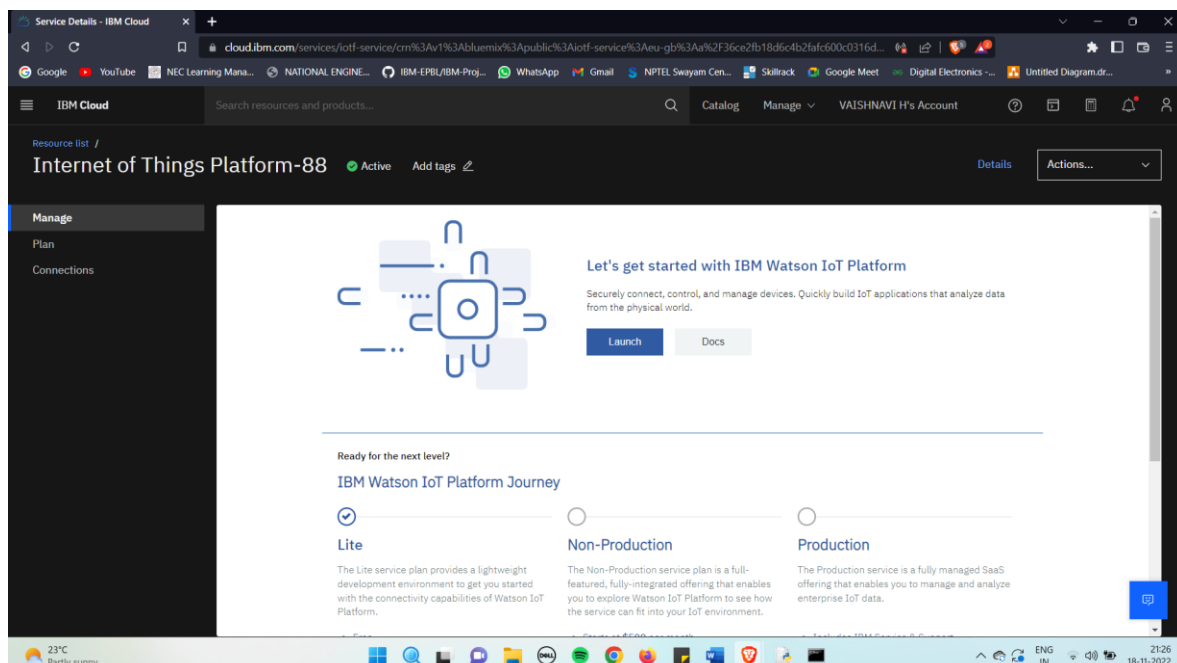 Service Details - IBM Cloud
cloud.ibm.com/services/iotf-service/crn%3Av1%3Abluemix%3Apublic%3Aiotf-service%3Aeu-gb%3Aa%2F36ce2fb18d6c4b2fafc600c0316d...
Google YouTube NEC Learning Mana... NATIONAL ENGINE... IBM-EPBL/IBM-Proj... WhatsApp Gmail NPTEL Swayam Cen... Skillrack Google Meet Digital Electronics -... Untitled Diagram.dr... »
IBM Cloud Search resources and products... Catalog Manage VAISHNAVI H's Account
Resource list /
Internet of Things Platform-88 Active Add tags Details Actions...
Manage
Plan
Connections
Let's get started with IBM Watson IoT Platform
Securely connect, control, and manage devices. Quickly build IoT applications that analyze data
from the physical world.
Launch Docs
Ready for the next level?
IBM Watson IoT Platform Journey
Lite
The Lite service plan provides a lightweight
development environment to get you started
with the connectivity capabilities of Watson IoT
Platform.
Non-Production
The Non-Production service plan is a full-
featured, fully-integrated offering that enables
you to explore Watson IoT Platform to see how
the service can fit into your IoT environment.
Production
The Production service is a fully managed SaaS
offering that enables you to manage and analyze
enterprise IoT data.
23°C
Partly sunny
DELL
ENG
IN
21:26
18-11-2022